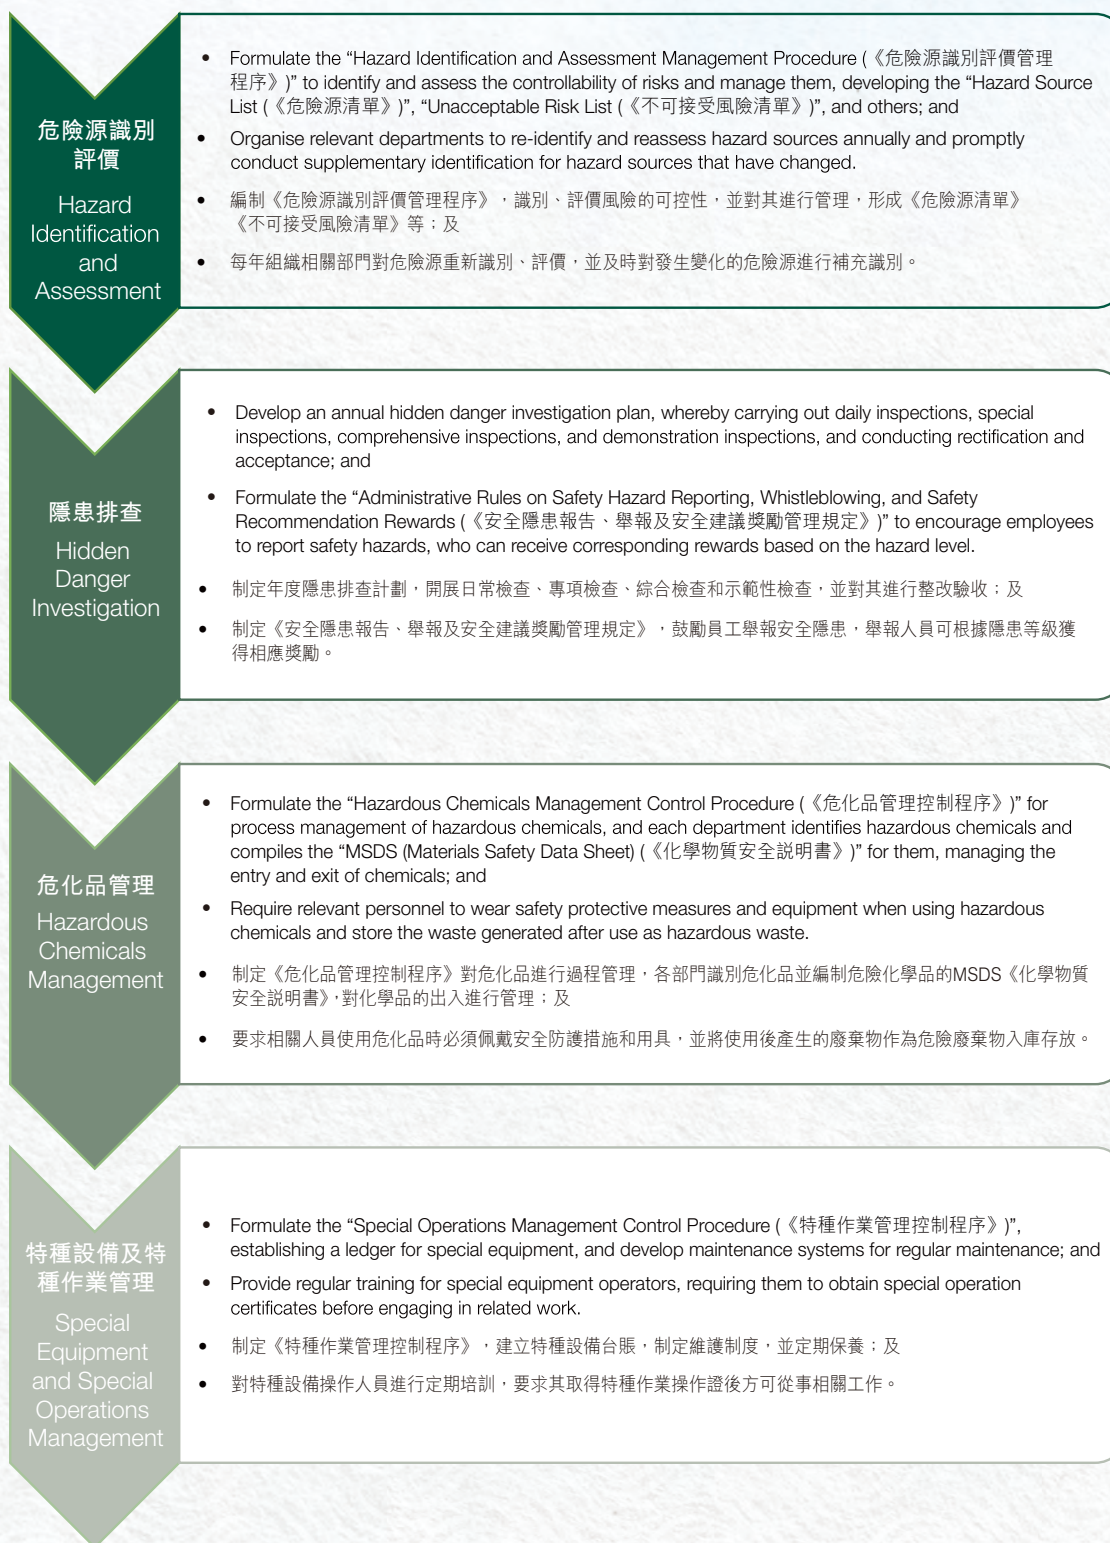 危險源識別
評價
Hazard
Identification
and
Assessment
• Formulate the “Hazard Identification and Assessment Management Procedure (《危險源識別評價管理
程序》)” to identify and assess the controllability of risks and manage them, developing the “Hazard Source
List (《危險源清單》)”, “Unacceptable Risk List (《不可接受風險清單》)”, and others; and
• Organise relevant departments to re-identify and reassess hazard sources annually and promptly
conduct supplementary identification for hazard sources that have changed.
• 編制《危險源識別評價管理程序》，識別、評價風險的可控性，並對其進行管理，形成《危險源清單》
《不可接受風險清單》等；及
• 每年組織相關部門對危險源重新識別、評價，並及時對發生變化的危險源進行補充識別。
隱患排查
Hidden
Danger
Investigation
• Develop an annual hidden danger investigation plan, whereby carrying out daily inspections, special
inspections, comprehensive inspections, and demonstration inspections, and conducting rectification and
acceptance; and
• Formulate the “Administrative Rules on Safety Hazard Reporting, Whistleblowing, and Safety
Recommendation Rewards (《安全隱患報告、舉報及安全建議獎勵管理規定》)” to encourage employees
to report safety hazards, who can receive corresponding rewards based on the hazard level.
• 制定年度隱患排查計劃，開展日常檢查、專項檢查、綜合檢查和示範性檢查，並對其進行整改驗收；及
• 制定《安全隱患報告、舉報及安全建議獎勵管理規定》，鼓勵員工舉報安全隱患，舉報人員可根據隱患等級獲
得相應獎勵。
危化品管理
Hazardous
Chemicals
Management
• Formulate the “Hazardous Chemicals Management Control Procedure (《危化品管理控制程序》)” for
process management of hazardous chemicals, and each department identifies hazardous chemicals and
compiles the “MSDS (Materials Safety Data Sheet) (《化學物質安全說明書》)” for them, managing the
entry and exit of chemicals; and
• Require relevant personnel to wear safety protective measures and equipment when using hazardous
chemicals and store the waste generated after use as hazardous waste.
• 制定《危化品管理控制程序》對危化品進行過程管理，各部門識別危化品並編制危險化學品的MSDS《化學物質
安全說明書》，對化學品的出入進行管理；及
• 要求相關人員使用危化品時必須佩戴安全防護措施和用具，並將使用後產生的廢棄物作為危險廢棄物入庫存放。
特種設備及特
種作業管理
Special
Equipment
and Special
Operations
Management
• Formulate the “Special Operations Management Control Procedure (《特種作業管理控制程序》)”,
establishing a ledger for special equipment, and develop maintenance systems for regular maintenance; and
• Provide regular training for special equipment operators, requiring them to obtain special operation
certificates before engaging in related work.
• 制定《特種作業管理控制程序》，建立特種設備台賬，制定維護制度，並定期保養；及
• 對特種設備操作人員進行定期培訓，要求其取得特種作業操作證後方可從事相關工作。